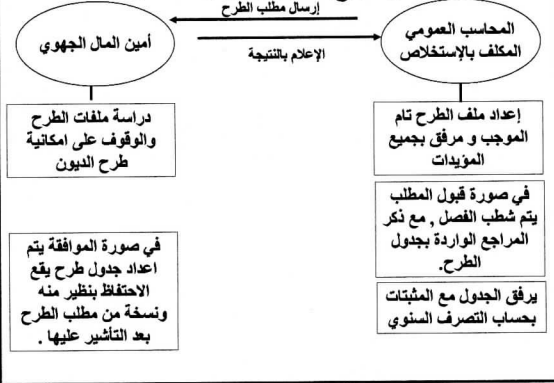 إرسال مطلب الطرح
المحاسب العمومي
المكلف بالإستخلاص
أمين المال الجهوي
الإعلام بالنتيجة
إعداد ملف الطرح تام
الموجب و مرفق بجميع
المؤيدات
دراسة ملفات الطرح
والوقوف على امكانية
طرح الديون
في صورة قبول المطلب
يتم شطب الفصل , مع ذكر
المراجع الواردة بجدول
الطرح.
في صورة الموافقة يتم
اعداد جدول طرح يقع
الاحتفاظ بنظير منه
ونسخة من مطلب الطرح
بعد التأشير عليها .
يرفق الجدول مع المثبتات
بحساب التصرف السنوي